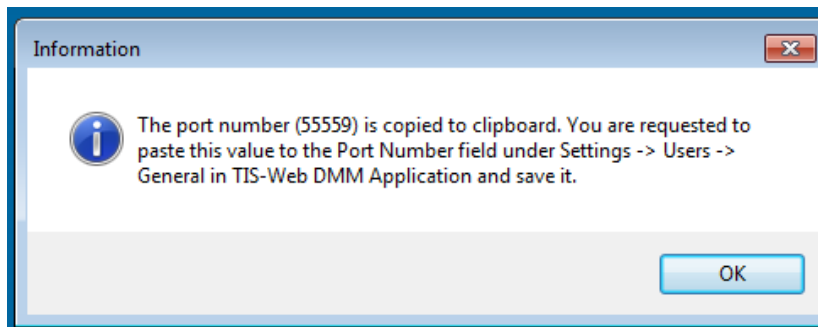 Information
The port number (55559) is copied to clipboard. You are requested to
paste this value to the Port Number field under Settings -> Users ->
General in TIS-Web DMM Application and save it.
OK